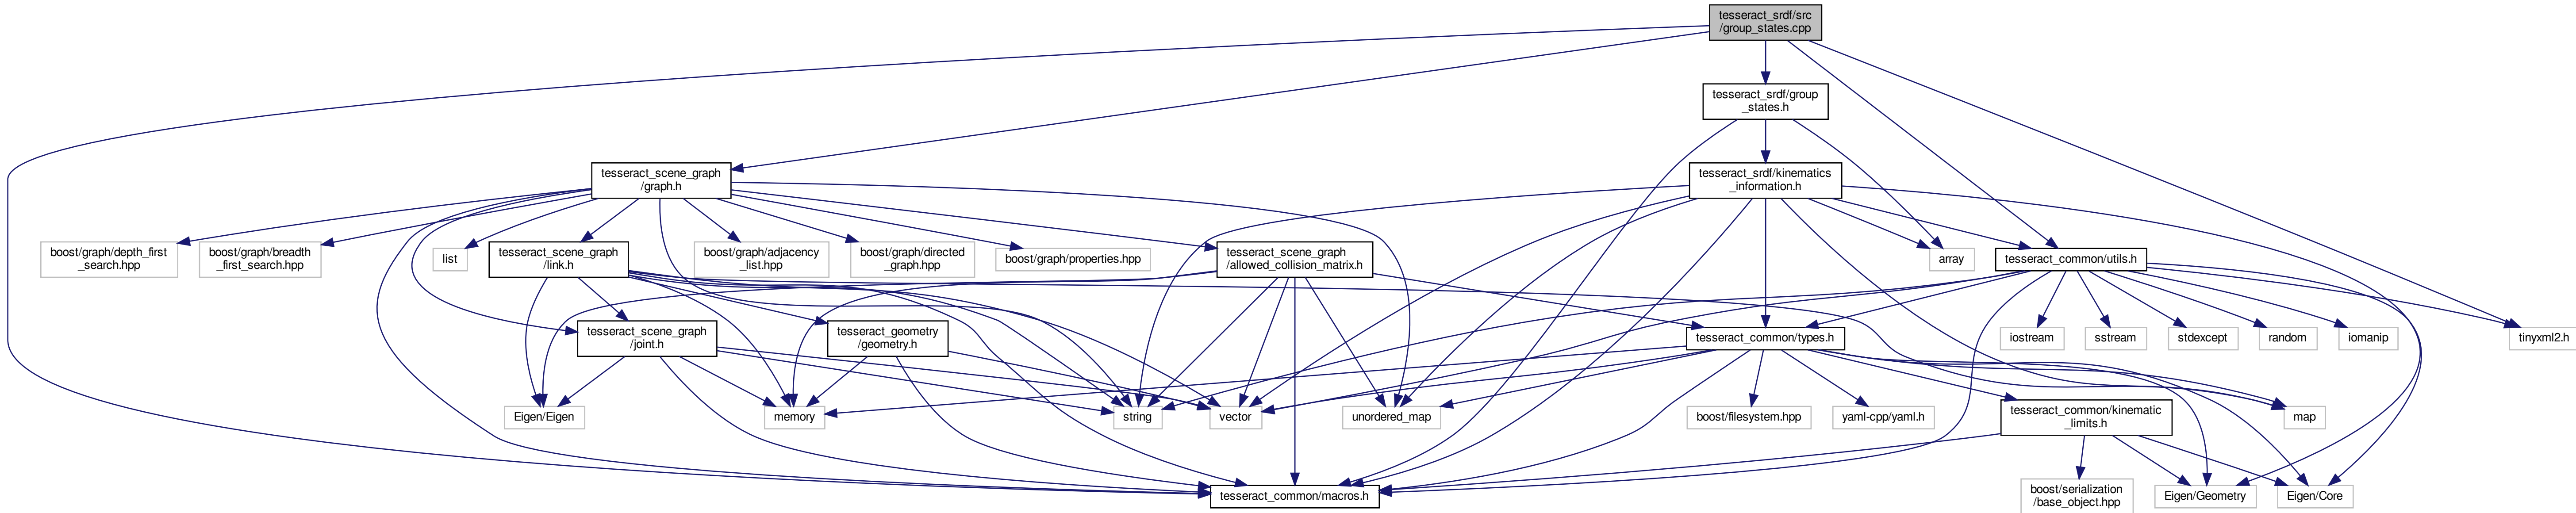 tesseract_srdf/src
/group_states.cpp
tesseract_srdf/group
_states.h
tesseract_scene_graph
/graph.h
tesseract_srdf/kinematics
_information.h
boost/graph/depth_first
_search.hpp
boost/graph/breadth
_first_search.hpp
list
tesseract_scene_graph
/link.h
boost/graph/adjacency
_list.hpp
boost/graph/directed
_graph.hpp
boost/graph/properties.hpp
tesseract_scene_graph
/allowed_collision_matrix.h
array
tesseract_common/utils.h
tesseract_scene_graph
/joint.h
tesseract_geometry
/geometry.h
tesseract_common/types.h
iostream
sstream
stdexcept
random
iomanip
tinyxml2.h
Eigen/Eigen
memory
string
vector
unordered_map
boost/filesystem.hpp
yaml-cpp/yaml.h
tesseract_common/kinematic
_limits.h
map
tesseract_common/macros.h
boost/serialization
/base_object.hpp
Eigen/Geometry
Eigen/Core